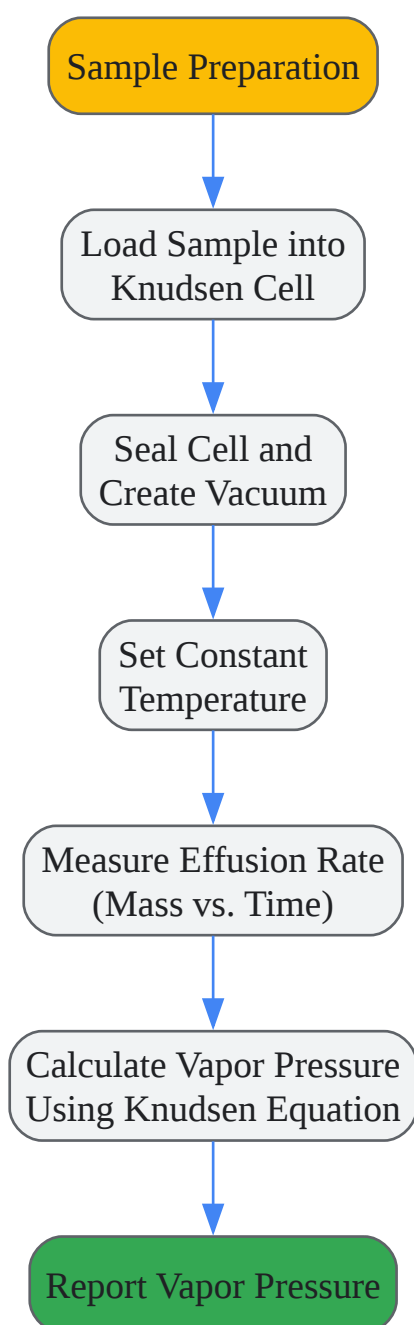 Sample Preparation
Load Sample into
Knudsen Cell
Seal Cell and
Create Vacuum
Set Constant
Temperature
Measure Effusion Rate
(Mass vs. Time)
Calculate Vapor Pressure
Using Knudsen Equation
Report Vapor Pressure